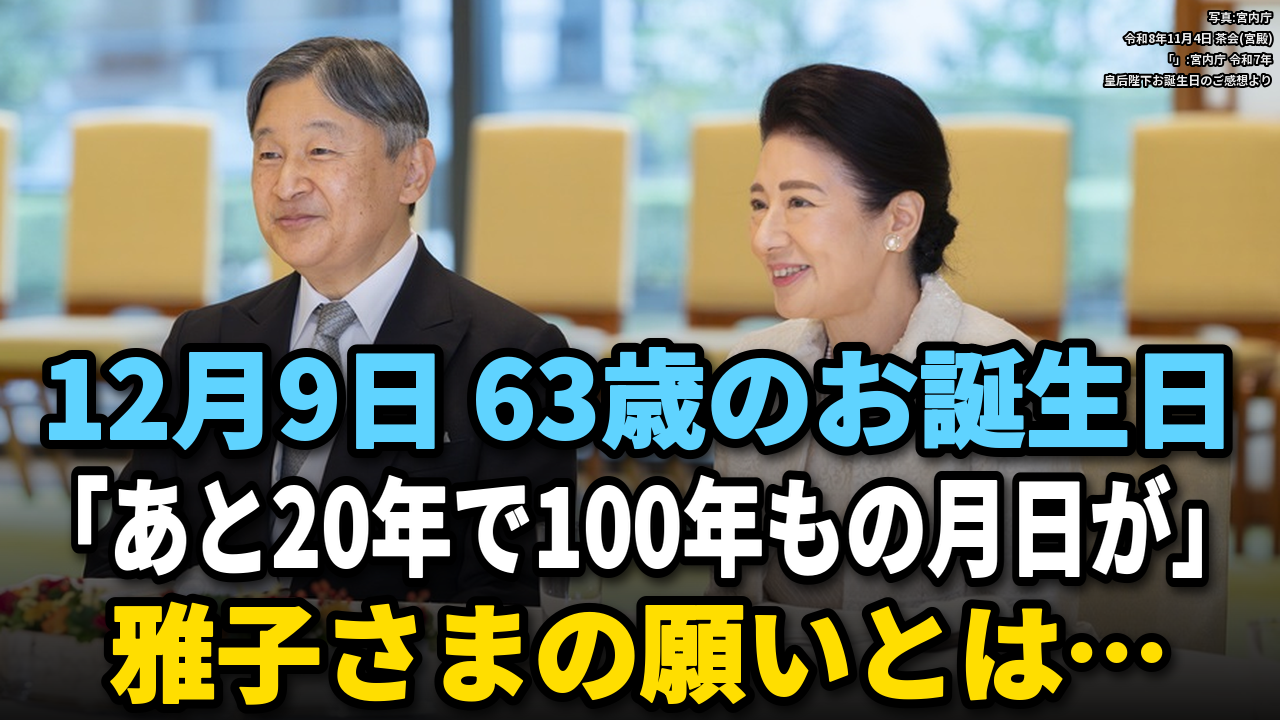 写真:宮内庁
令和8年11月4日 茶会(宮殿)
「」:宮内庁 令和7年
皇后陛下お誕生日のご感想より
12月9日 63歳のお誕生日
「あと20年で100年もの月日が」
雅子さまの願いとは…